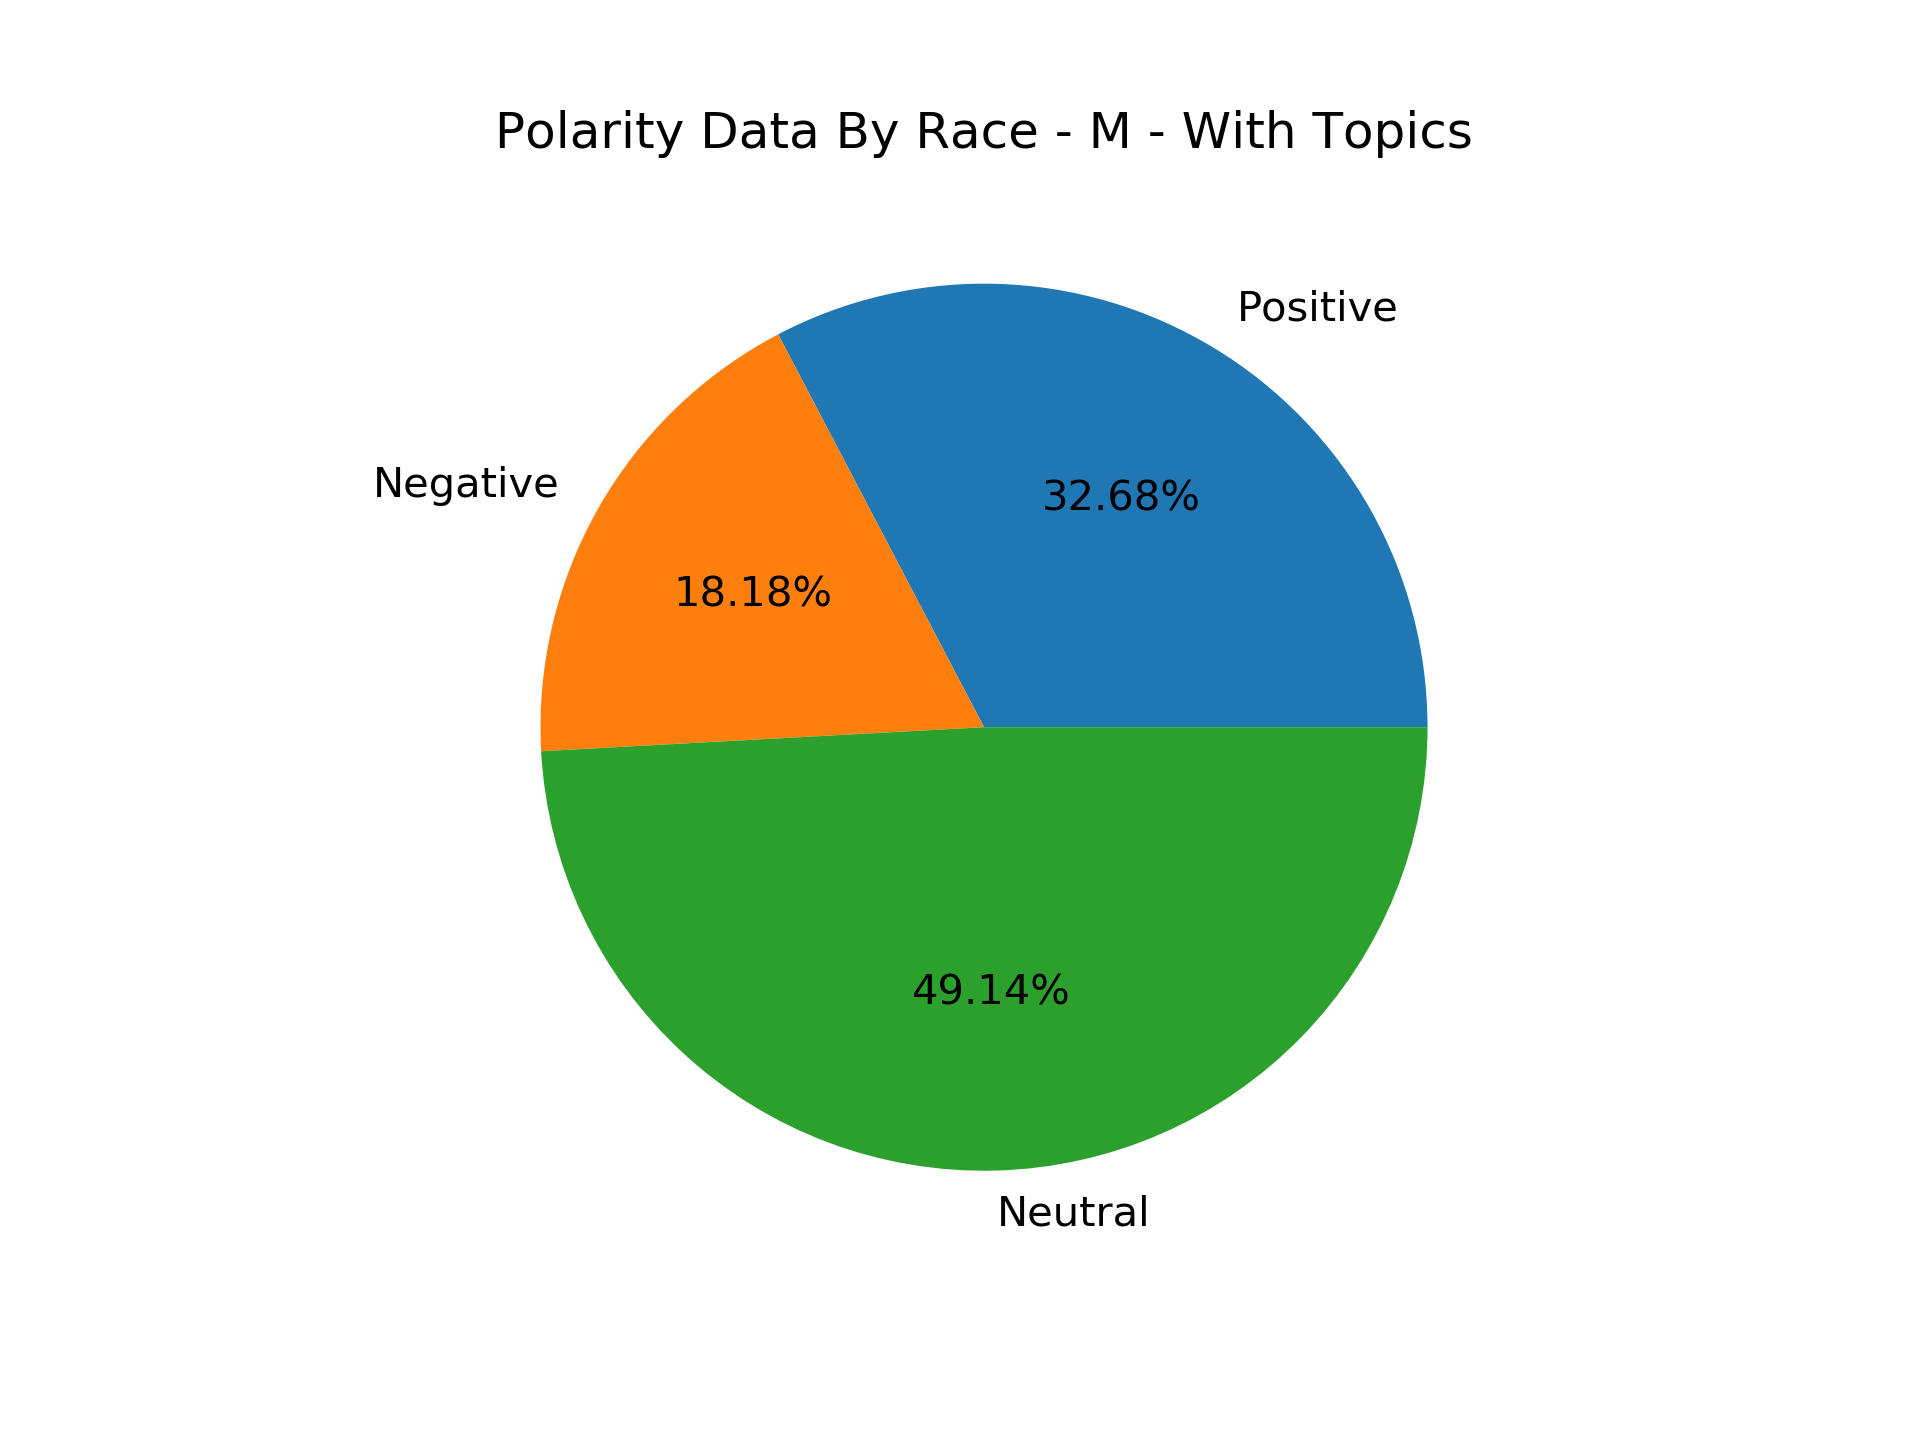 Polarity Data By Race - M - With Topics
Positive
32.68%
Negative
18.18%
49.14%
Neutral